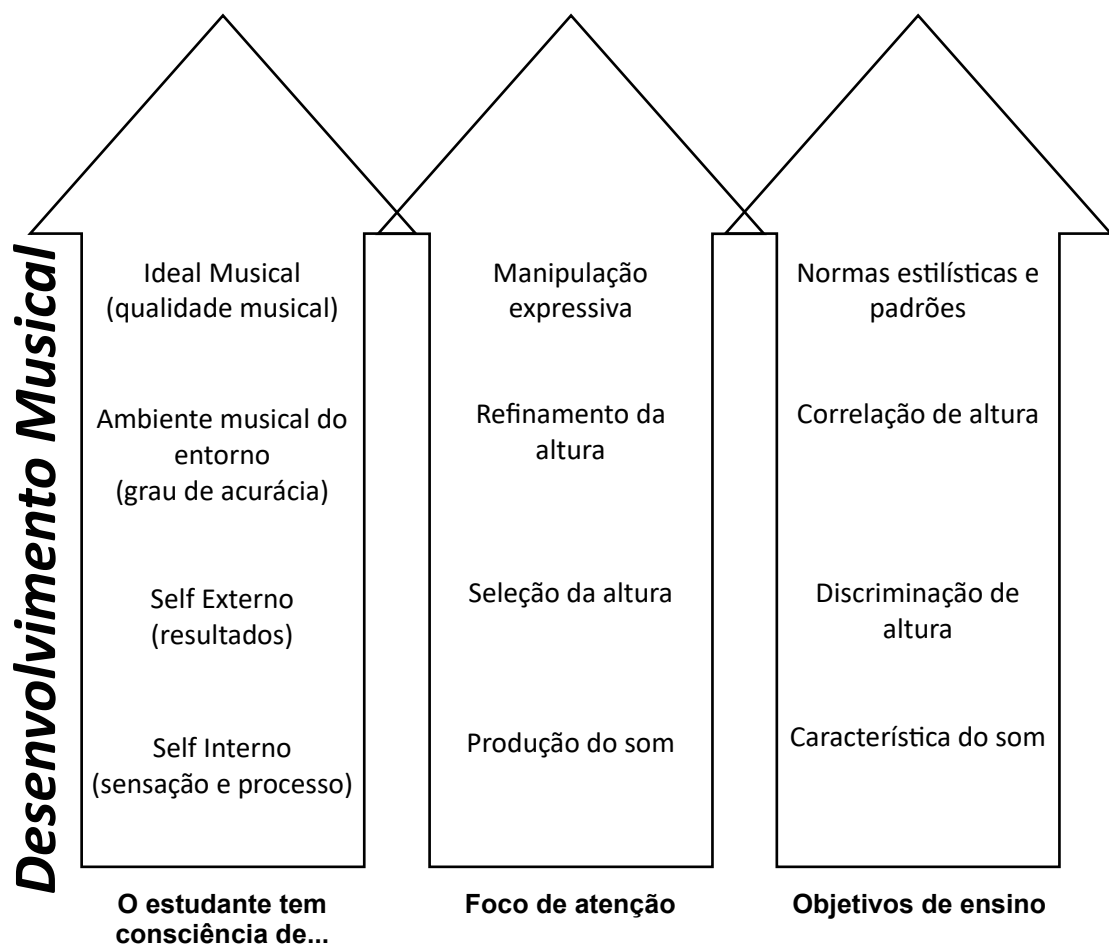 Desenvolvimento Musical
Ideal Musical
(qualidade musical)
Ambiente musical do
entorno
(grau de acurácia)
Self Externo
(resultados)
Self Interno
(sensação e processo)
O estudante tem
consciência de...
Manipulação
expressiva
Refinamento da
altura
Seleção da altura
Produção do som
Foco de atenção
Normas estilísticas e
padrões
Correlação de altura
Discriminação de
altura
Característica do som
Objetivos de ensino